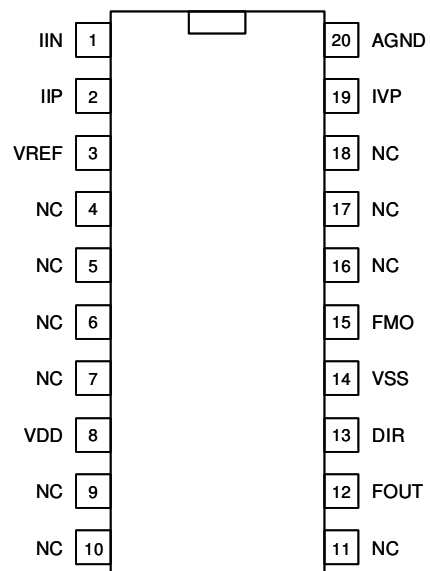 IIN 1 20 AGND
IIP 2 19 IVP
VREF 3 18 NC
NC 4 17 NC
NC 5 16 NC
NC 6 15 FMO
NC 7 14 VSS
VDD 8 13 DIR
NC 9 12 FOUT
NC 10 11 NC